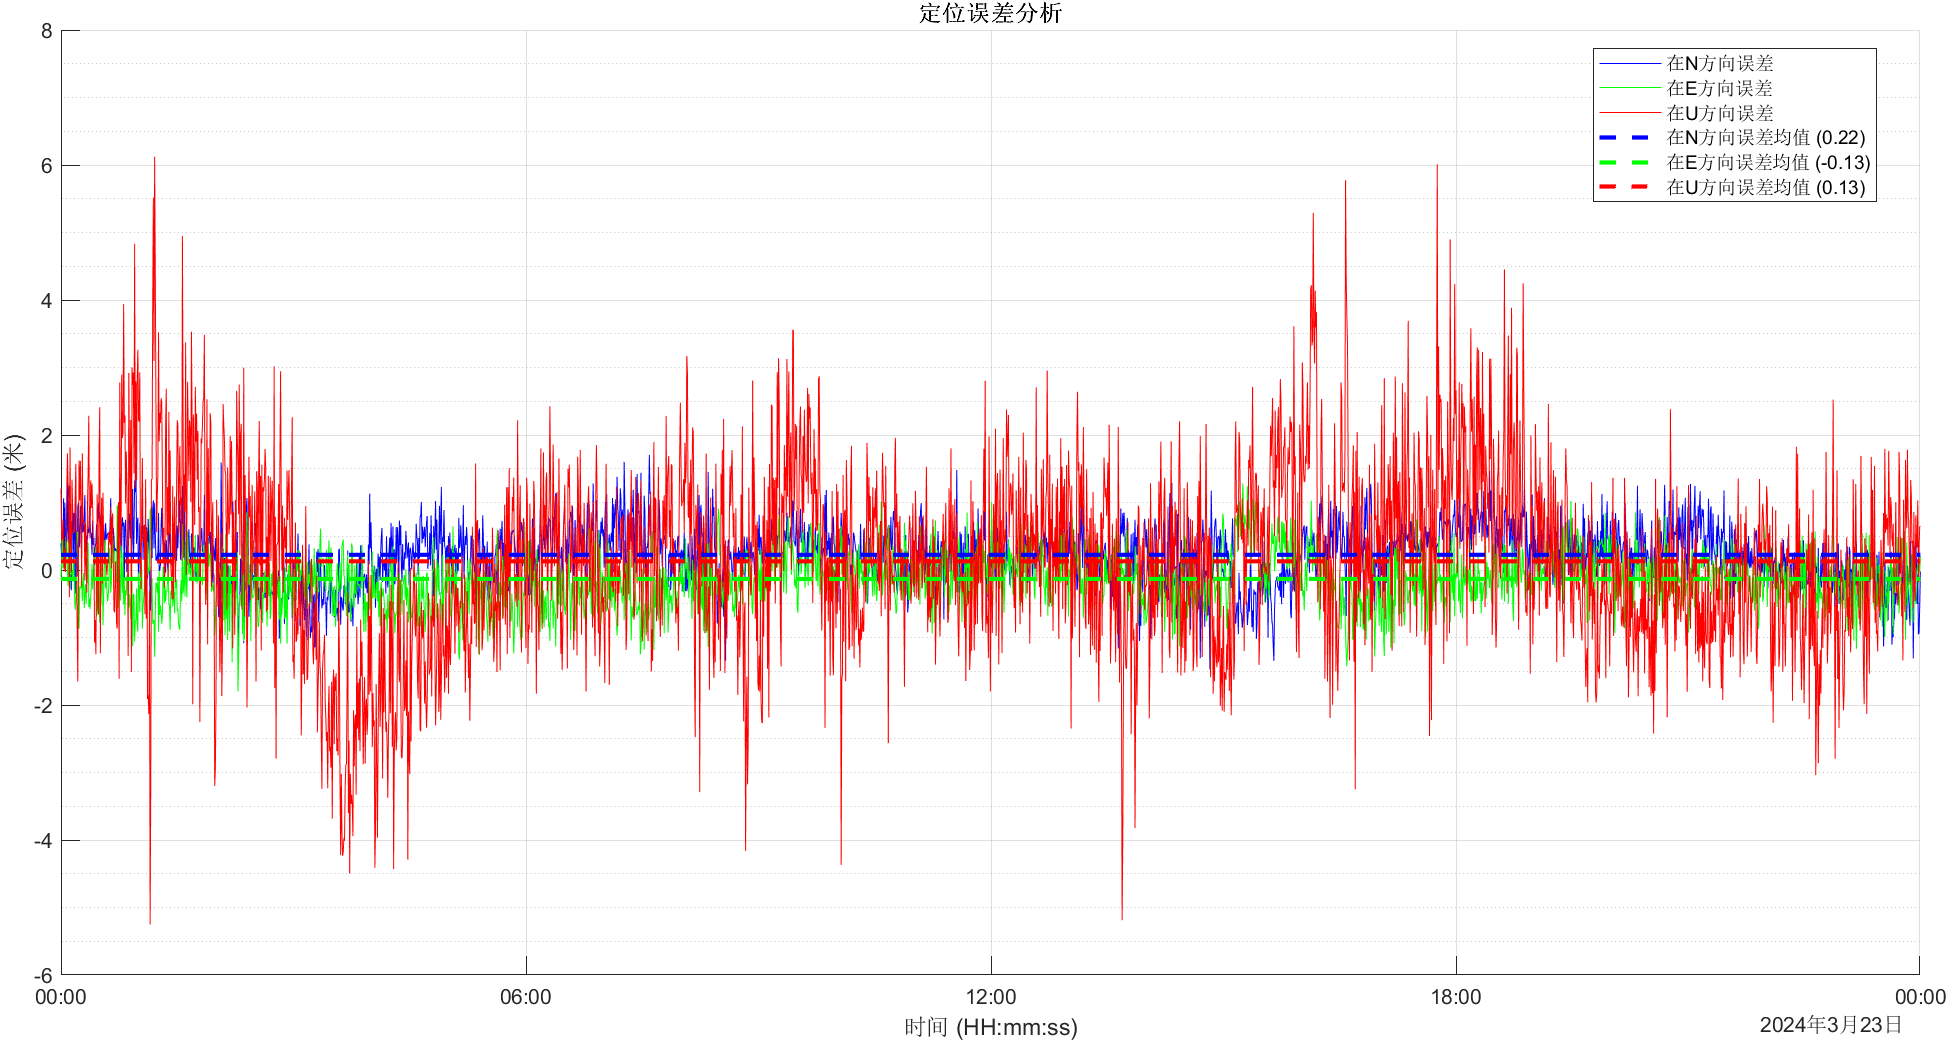 定位误差分析
8
6
4
2
0
-2
-4
-6
定位误差 (米)
在N方向误差
在E方向误差
在U方向误差
在N方向误差均值 (0.22)
在E方向误差均值 (-0.13)
在U方向误差均值 (0.13)
00:00
06:00
12:00
18:00
00:00
时间 (HH:mm:ss)
2024年3月23日